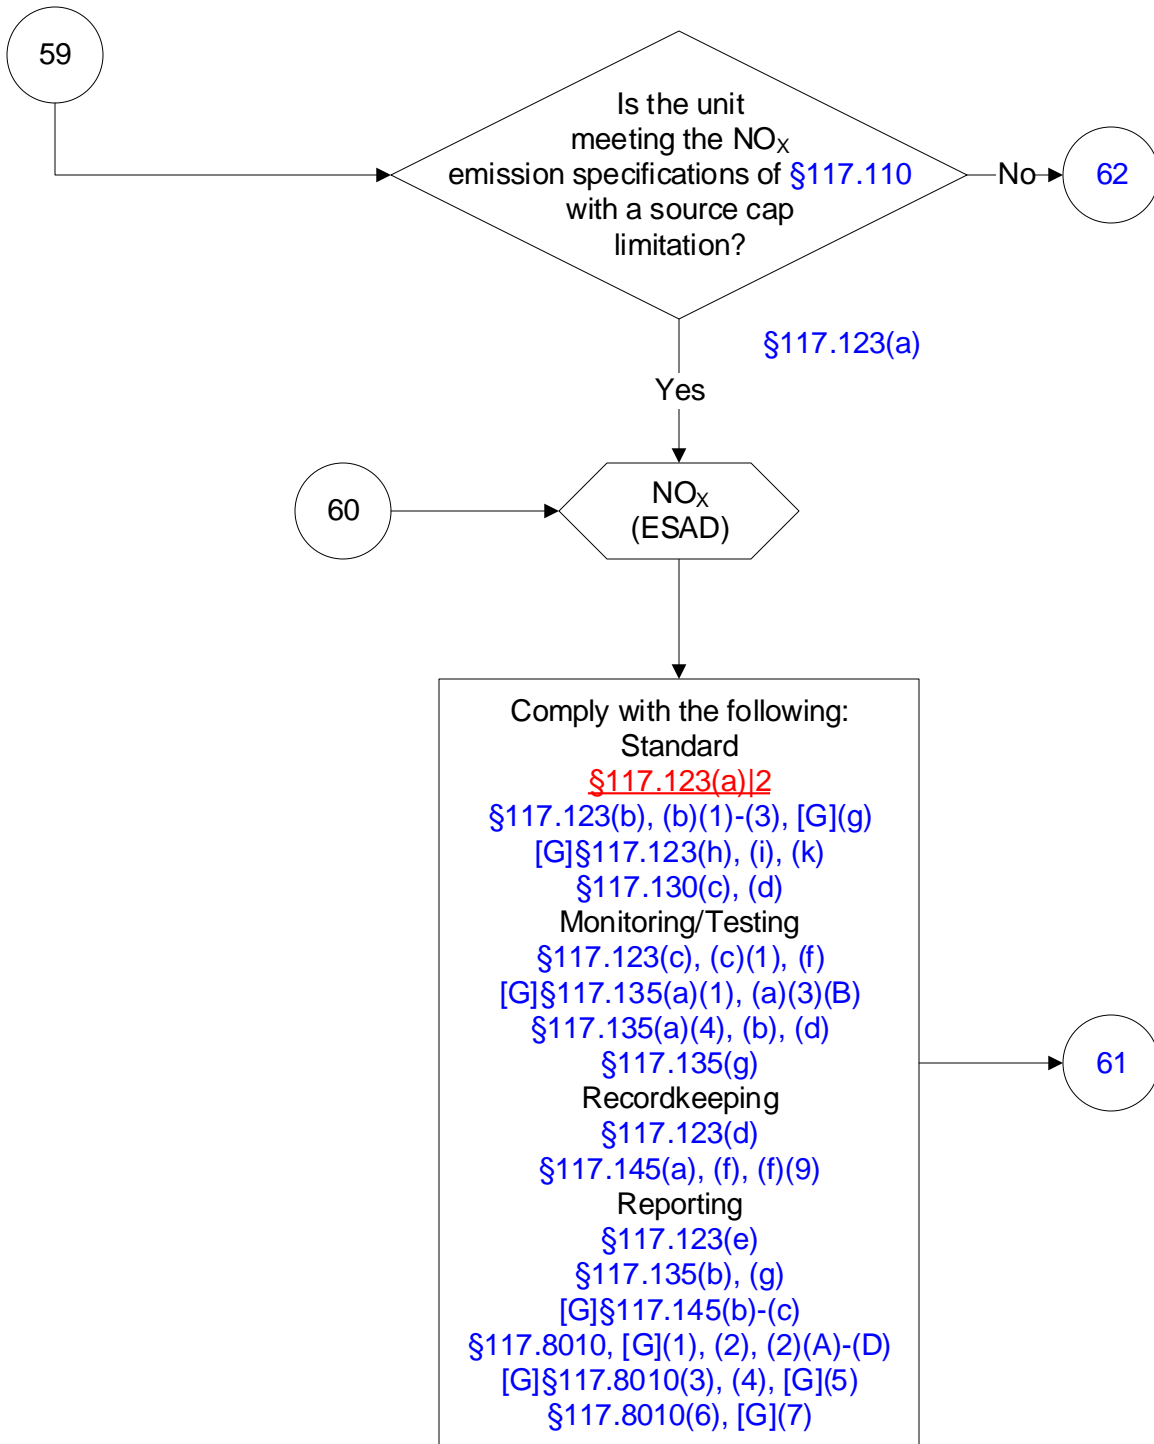 59
Is the unit
meeting the NOX
emission specifications of §117.110
with a source cap
limitation?
No
62
§117.123(a)
Yes
60
NOX
(ESAD)
Comply with the following:
Standard
§117.123(a)|2
§117.123(b), (b)(1)-(3), [G](g)
[G]§117.123(h), (i), (k)
§117.130(c), (d)
Monitoring/Testing
§117.123(c), (c)(1), (f)
[G]§117.135(a)(1), (a)(3)(B)
§117.135(a)(4), (b), (d)
§117.135(g)
Recordkeeping
§117.123(d)
§117.145(a), (f), (f)(9)
Reporting
§117.123(e)
§117.135(b), (g)
[G]§117.145(b)-(c)
§117.8010, [G](1), (2), (2)(A)-(D)
[G]§117.8010(3), (4), [G](5)
§117.8010(6), [G](7)
61